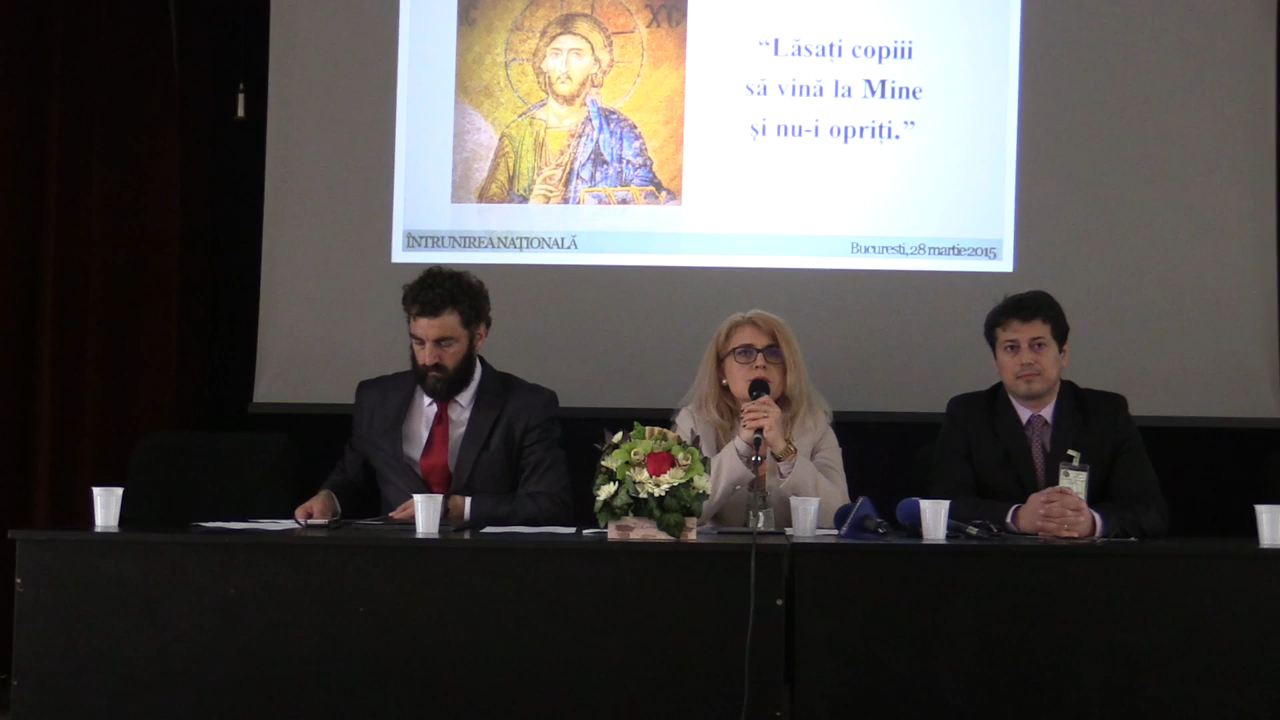 “Lăsați copiii
să vină la Mine
și nu-i opriți.”
ÎNTRUNIREA NAȚIONALĂ
Bucuresti, 28 martie 2015